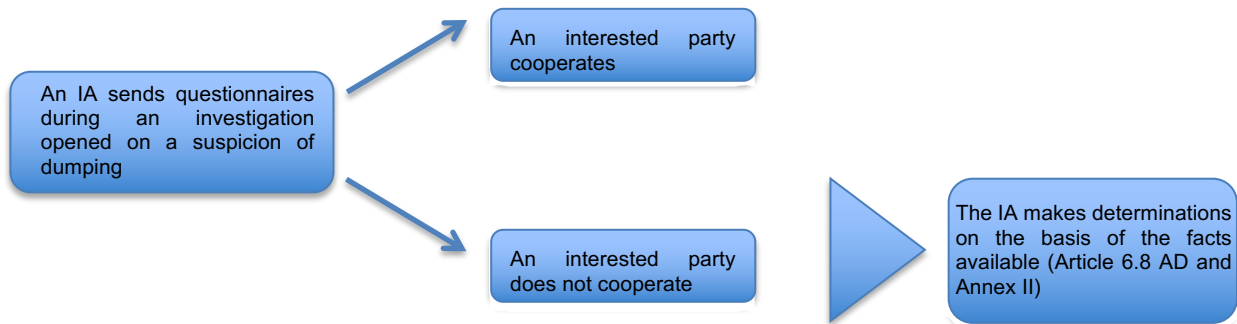 An interested party
cooperates
An IA sends questionnaires
during an investigation
opened on a suspicion of
dumping
An interested party
does not cooperate
The IA makes determinations
on the basis of the facts
available (Article 6.8 AD and
Annex II)